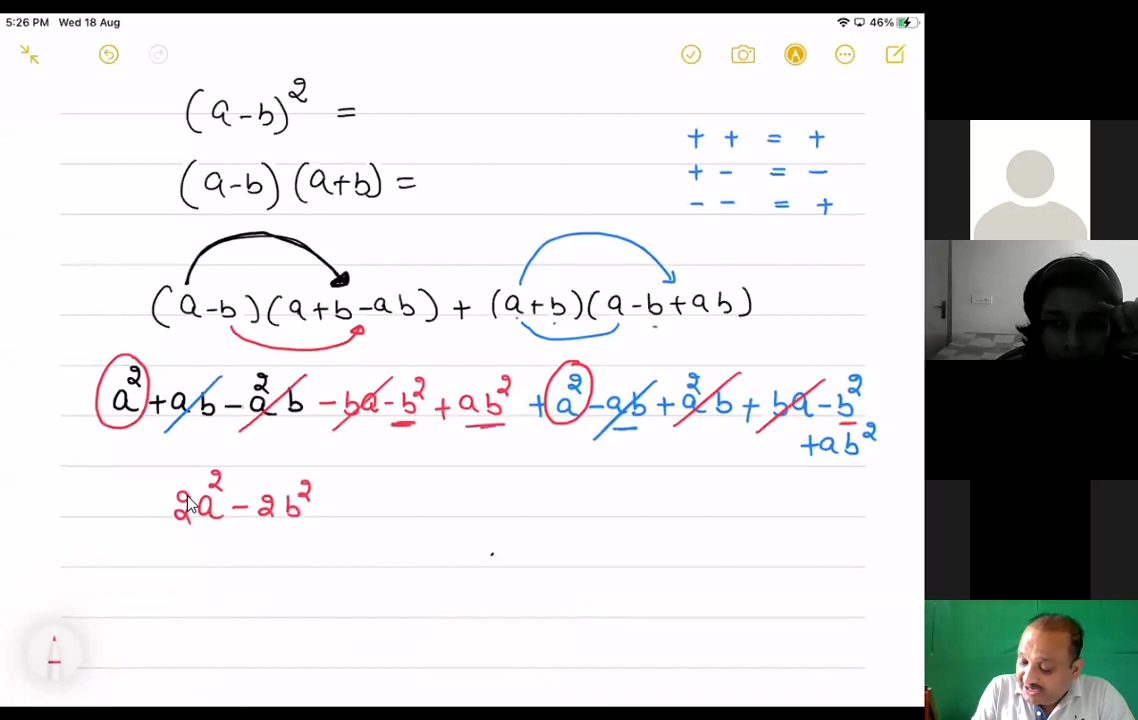 5:26 PM Wed 18 Aug 46%
(a-b)² =
(a-b) (a+b) =
+ + = +
+ - = -
- - = +
(a-b)(a+b-ab) + (a+b)(a-b+ab)
a² +ab -a²b -ba -b² +ab² +a² -ab +a²b +ba -b²
+ab²
2a² - 2b²